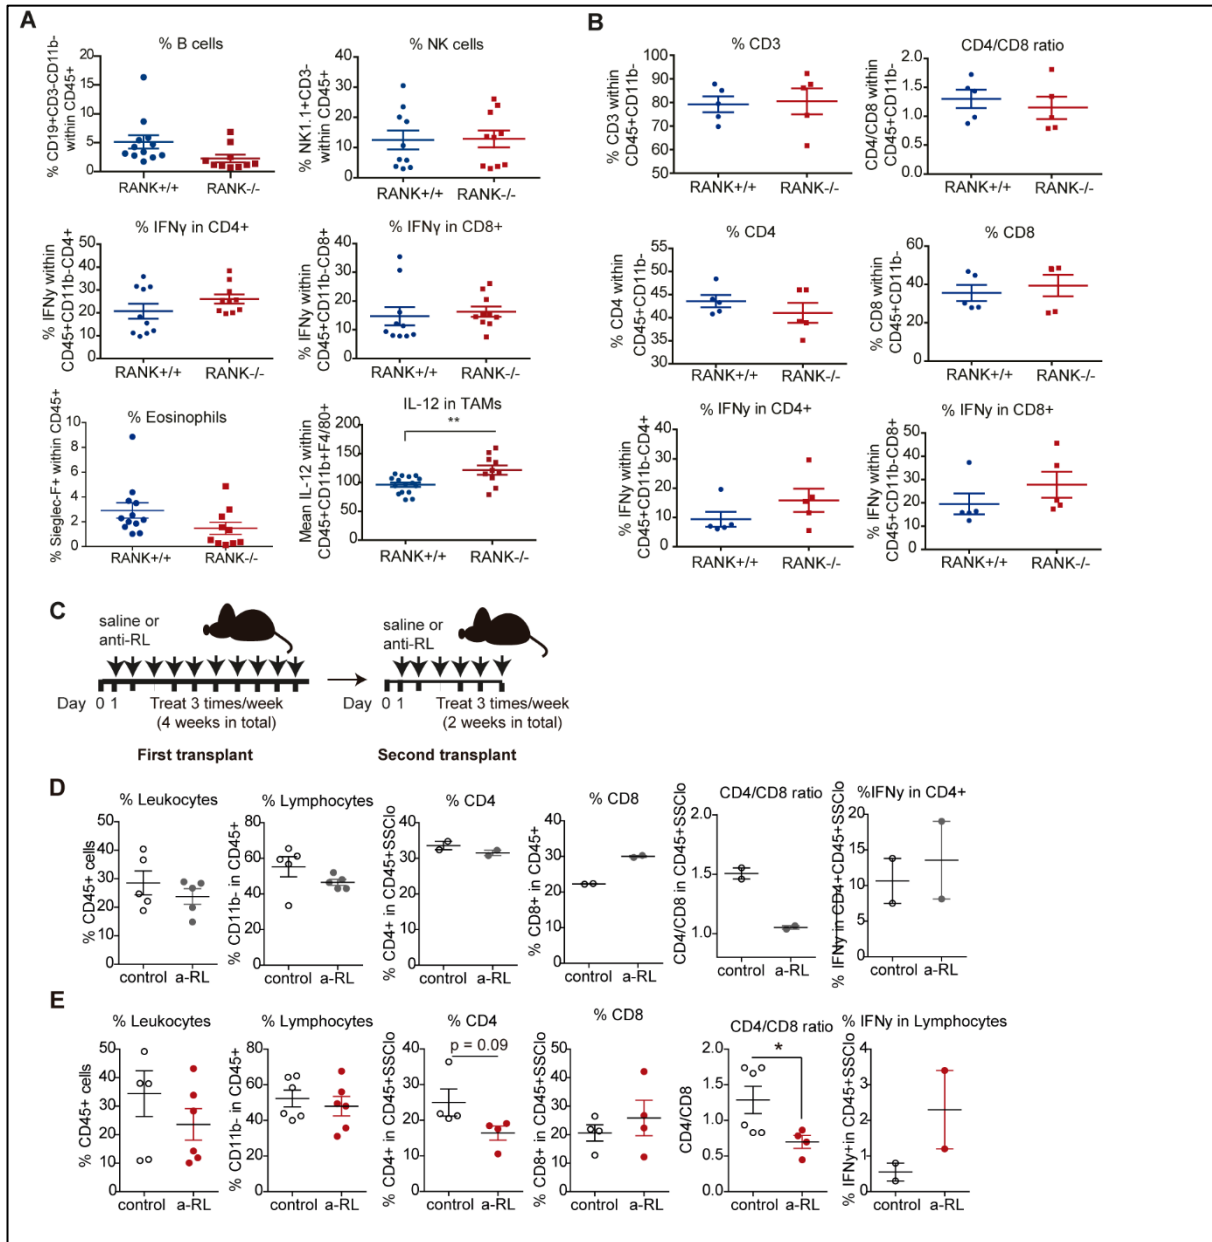 A
% B cells
% CD19+CD3-CD11b-
within CD45+
20
15
10
5
0
RANK+/+ RANK-/-
% NK cells
% NK1.1+CD3-
within CD45+
40
30
20
10
0
RANK+/+ RANK-/-
% IFNγ in CD4+
% IFNγ within
CD45+CD11b-CD4+
50
40
30
20
10
0
RANK+/+ RANK-/-
% IFNγ in CD8+
% IFNγ within
CD45+CD11b-CD8+
40
30
20
10
0
RANK+/+ RANK-/-
% Eosinophils
% Sieglec-F+ within CD45+
10
8
6
4
2
0
RANK+/+ RANK-/-
IL-12 in TAMs
Mean IL-12 within
CD45+CD11b+F4/80+
200
150
100
50
0
**
RANK+/+ RANK-/-
B
% CD3
% CD3 within
CD45+CD11b-
100
90
80
70
60
50
RANK+/+ RANK-/-
CD4/CD8 ratio
CD4/CD8 within
CD45+CD11b-
2.0
1.5
1.0
0.5
0.0
RANK+/+ RANK-/-
% CD4
% CD4 within
CD45+CD11b-
55
50
45
40
35
30
RANK+/+ RANK-/-
% CD8
% CD8 within
CD45+CD11b-
60
40
20
0
RANK+/+ RANK-/-
% IFNy in CD4+
% IFNy within
CD45+CD11b-CD4+
40
30
20
10
0
RANK+/+ RANK-/-
% IFNy in CD8+
% IFNy within
CD45+CD11b-CD8+
50
40
30
20
10
0
RANK+/+ RANK-/-
C
saline or
anti-RL
Day 0 1 Treat 3 times/week
(4 weeks in total)
First transplant
saline or
anti-RL
Day 0 1 Treat 3 times/week
(2 weeks in total)
Second transplant
D
% Leukocytes
% CD45+ cells
50
40
30
20
10
0
control a-RL
% Lymphocytes
% CD11b- in CD45+
80
60
40
20
0
control a-RL
% CD4
% CD4+ in CD45+SSClo
40
30
20
10
0
control a-RL
% CD8
% CD8+ in CD45+
40
30
20
10
0
control a-RL
CD4/CD8 ratio
CD4/CD8 in CD45+SSClo
2.0
1.5
1.0
control a-RL
%IFNy in CD4+
% IFNy in CD4+CD45+SSClo
20
15
10
5
0
control a-RL
E
% Leukocytes
% CD45+ cells
50
40
30
20
10
0
control a-RL
% Lymphocytes
% CD11b- in CD45+
100
80
60
40
20
0
control a-RL
% CD4
% CD4+ in CD45+SSClo
40
30
20
10
0
p = 0.09
control a-RL
% CD8
% CD8+ in CD45+SSClo
50
40
30
20
10
0
control a-RL
CD4/CD8 ratio
CD4/CD8
2.0
1.5
1.0
0.5
0.0
*
control a-RL
% IFNy in Lymphocytes
% IFNy+ in CD45+SSClo
4
3
2
1
0
control a-RL